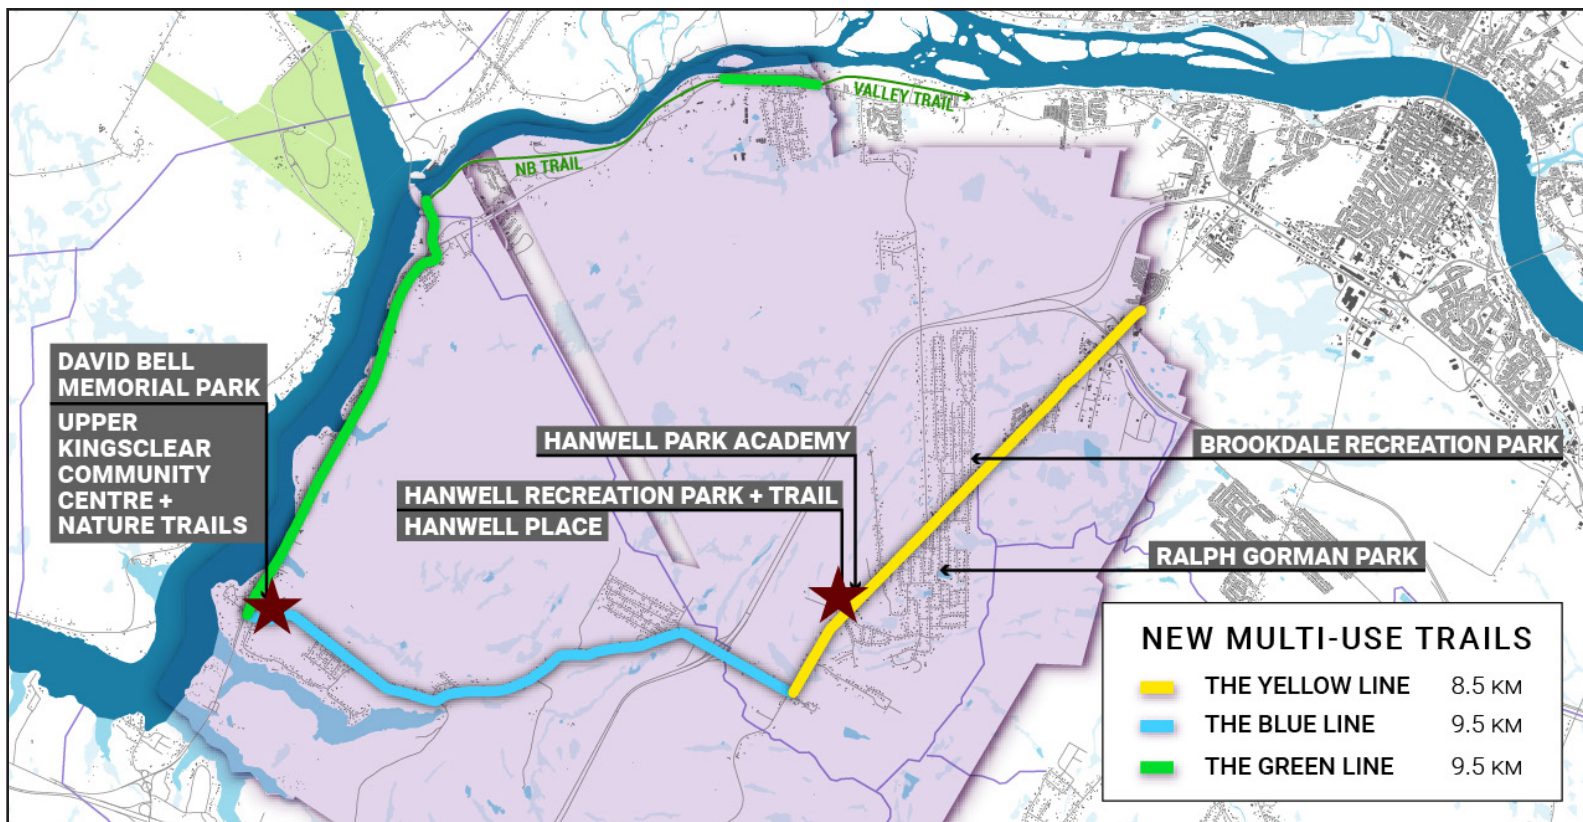 VALLEY TRAIL
NB TRAIL
DAVID BELL
MEMORIAL PARK
UPPER
KINGSCLEAR
COMMUNITY
CENTRE +
NATURE TRAILS
HANWELL PARK ACADEMY
BROOKDALE RECREATION PARK
HANWELL RECREATION PARK + TRAIL
HANWELL PLACE
RALPH GORMAN PARK
NEW MULTI-USE TRAILS
THE YELLOW LINE 8.5 KM
THE BLUE LINE 9.5 KM
THE GREEN LINE 9.5 KM